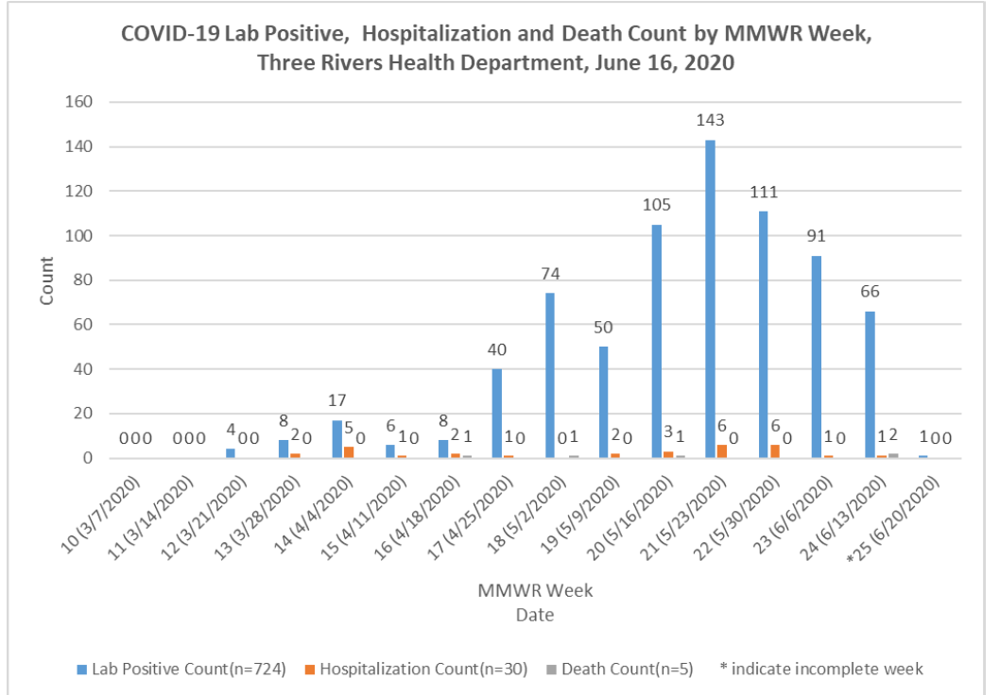 COVID-19 Lab Positive,  Hospitalization and Death Count by MMWR Week,
Three Rivers Health Department, June 16, 2020
Count
160
140
120
100
80
60
40
20
0
0 0 0
0 0 0
4 0 0
8 2 0
17 5 0
6 1 0
8 2 1
40 1 0
74 0 1
50 2 0
105 3 1
143 6 0
111 6 0
91 1 0
66 1 2
1 0 0
10 (3/7/2020)
11 (3/14/2020)
12 (3/21/2020)
13 (3/28/2020)
14 (4/4/2020)
15 (4/11/2020)
16 (4/18/2020)
17 (4/25/2020)
18 (5/2/2020)
19 (5/9/2020)
20 (5/16/2020)
21 (5/23/2020)
22 (5/30/2020)
23 (6/6/2020)
24 (6/13/2020)
*25 (6/20/2020)
MMWR Week
Date
Lab Positive Count(n=724) Hospitalization Count(n=30) Death Count(n=5) * indicate incomplete week